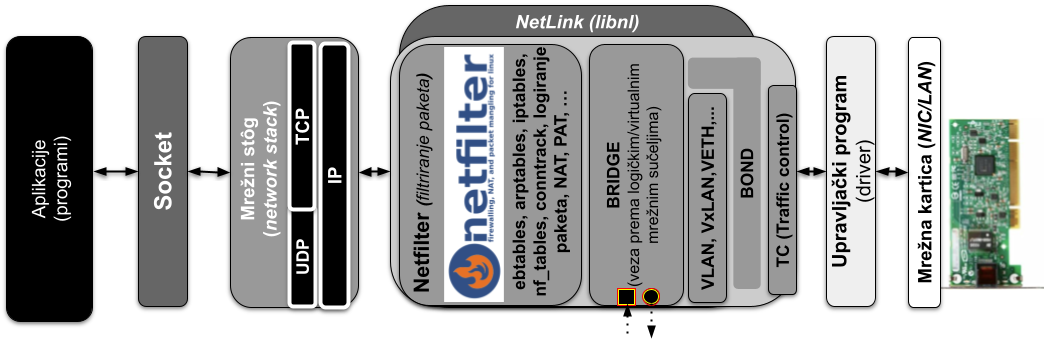 NetLink (libnl)
Aplikacije
(programi)
Socket
Mrežni stôg
(network stack)
TCP
UDP
IP
Netfilter (filtriranje paketa)
netfilter
firewalling, NAT, and packet mangling for linux
ebtables, arptables, iptables,
nf_tables, conntrack, logiranje
paketa, NAT, PAT, ...
BRIDGE
(veza prema logičkim/virtualnim
mrežnim sučeljima)
VLAN, VxLAN,VETH,...
BOND
TC (Traffic control)
Upravljački program
(driver)
Mrežna kartica (NIC/LAN)